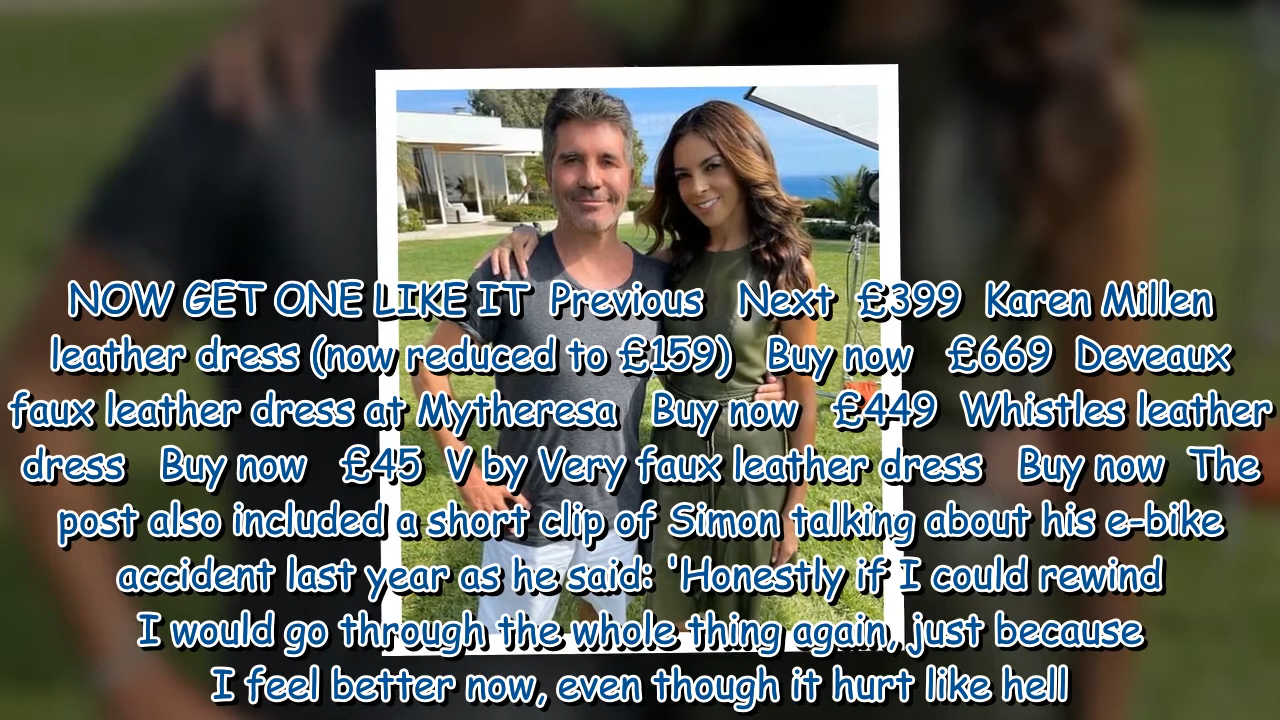 NOW GET ONE LIKE IT Previous Next £399 Karen Millen
leather dress (now reduced to £159) Buy now £669 Deveaux
faux leather dress at Mytheresa Buy now £449 Whistles leather
dress Buy now £45 V by Very faux leather dress Buy now The
post also included a short clip of Simon talking about his e-bike
accident last year as he said: 'Honestly if I could rewind
I would go through the whole thing again, just because
I feel better now, even though it hurt like hell